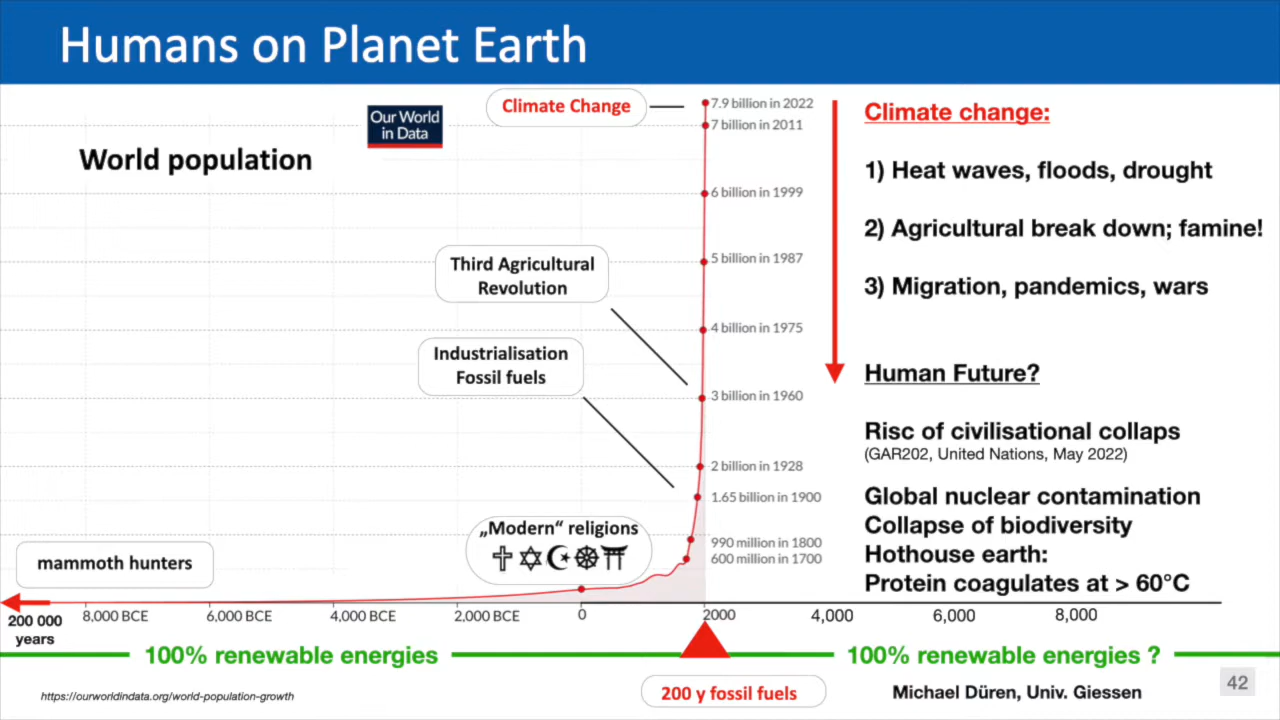 Humans on Planet Earth
Climate Change
Our World
in Data
World population
7.9 billion in 2022
7 billion in 2011
6 billion in 1999
5 billion in 1987
4 billion in 1975
3 billion in 1960
2 billion in 1928
1.65 billion in 1900
990 million in 1800
600 million in 1700
Third Agricultural
Revolution
Industrialisation
Fossil fuels
„Modern“ religions
mammoth hunters
200 000
years
8,000 BCE
6,000 BCE
4,000 BCE
2,000 BCE
0
2000
4,000
6,000
8,000
Climate change:
1) Heat waves, floods, drought
2) Agricultural break down; famine!
3) Migration, pandemics, wars
Human Future?
Risc of civilisational collaps
(GAR202, United Nations, May 2022)
Global nuclear contamination
Collapse of biodiversity
Hothouse earth:
Protein coagulates at > 60°C
100% renewable energies
100% renewable energies ?
200 y fossil fuels
https://ourworldindata.org/world-population-growth
Michael Düren, Univ. Giessen
42